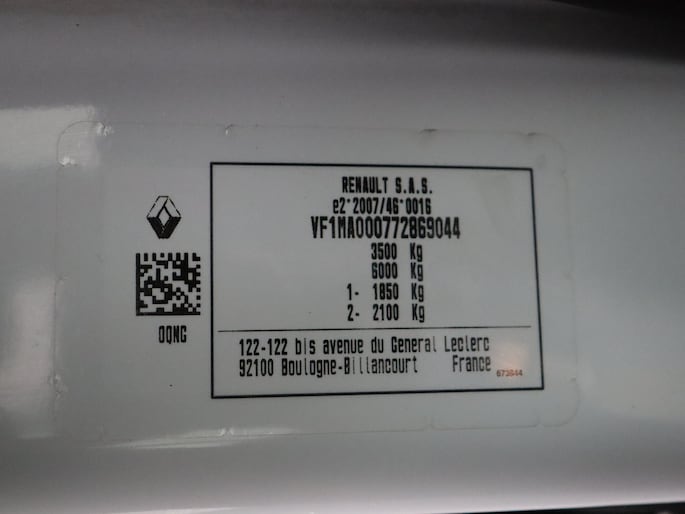 RENAULT S.A.S.
e2*2007/46*0016
VF1MA000772869044
3500 Kg
6000 Kg
1- 1850 Kg
2- 2100 Kg
0QNG
122-122 bis avenue du General Leclerc
92100 Boulogne-Billancourt France
673844